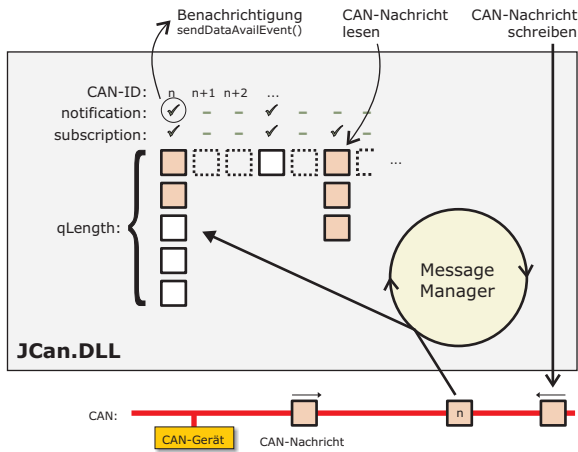 Benachrichtigung
sendDataAvailEvent()
CAN-Nachricht
lesen
CAN-Nachricht
schreiben
CAN-ID: n n+1 n+2 ...
notification: ✓ – – ✓ – – –
subscription: ✓ – – ✓ – ✓ –
...
qLength:
Message
Manager
JCan.DLL
CAN:
n
CAN-Gerät
CAN-Nachricht